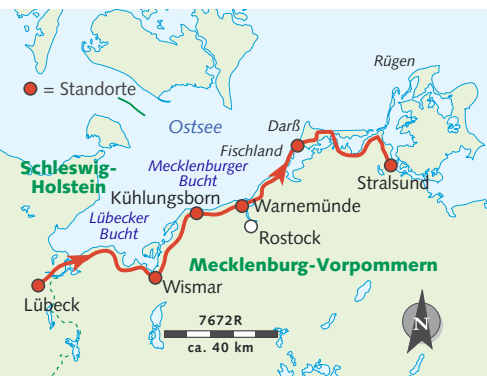 Rügen
= Standorte
Ostsee
Darß
Fischland
Schleswig-
Holstein
Mecklenburger
Bucht
Stralsund
Kühlungsborn
Warnemünde
Lübecker
Bucht
Rostock
Mecklenburg-Vorpommern
Wismar
Lübeck
7672R
ca. 40 km
N